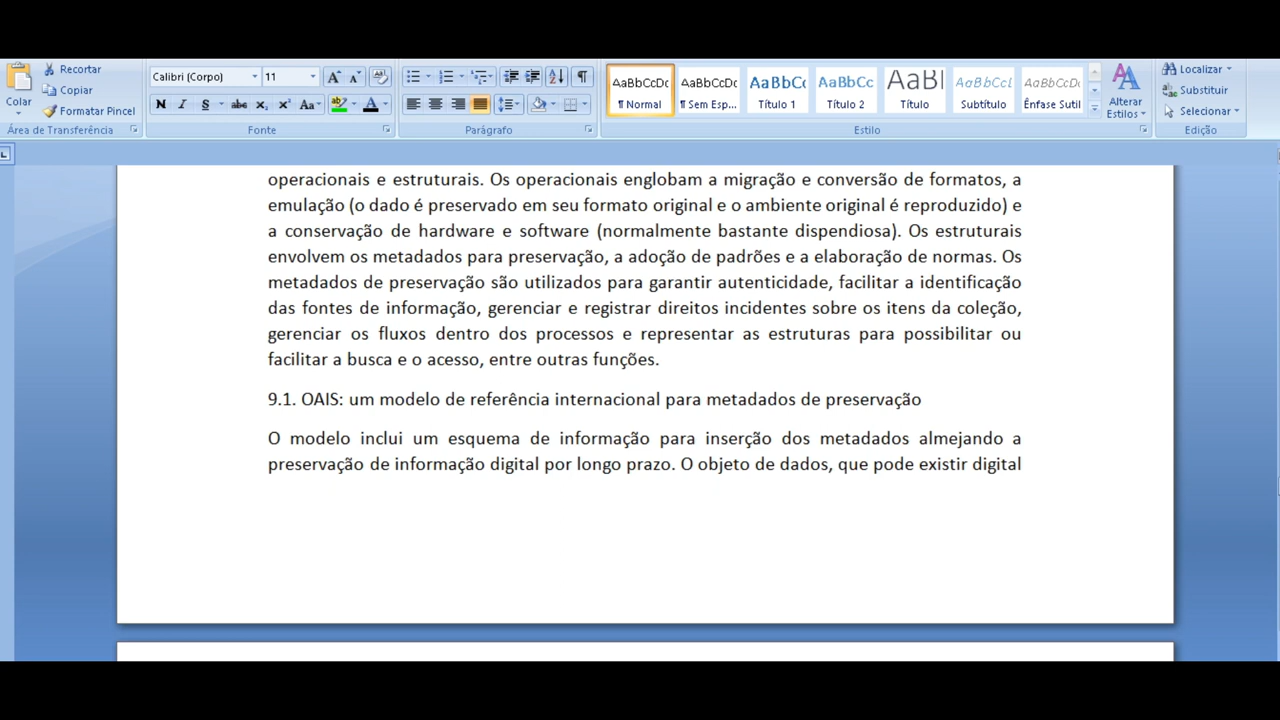 Recortar
Copiar
Formatar Pincel
Colar
Área de Transferência
Calibri (Corpo)
11
N I S abc x₂ x² Aa
Fonte
Parágrafo
AaBbCcDc AaBbCcDc AaBbCc AaBbCc AaBl AaBbCcL AaBbCcDc
¶ Normal ¶ Sem Esp... Título 1 Título 2 Título Subtítulo Ênfase Sutil
Alterar
Estilos
Estilo
Localizar
Substituir
Selecionar
Edição
operacionais e estruturais. Os operacionais englobam a migração e conversão de formatos, a
emulação (o dado é preservado em seu formato original e o ambiente original é reproduzido) e
a conservação de hardware e software (normalmente bastante dispendiosa). Os estruturais
envolvem os metadados para preservação, a adoção de padrões e a elaboração de normas. Os
metadados de preservação são utilizados para garantir autenticidade, facilitar a identificação
das fontes de informação, gerenciar e registrar direitos incidentes sobre os itens da coleção,
gerenciar os fluxos dentro dos processos e representar as estruturas para possibilitar ou
facilitar a busca e o acesso, entre outras funções.
9.1. OAIS: um modelo de referência internacional para metadados de preservação
O modelo inclui um esquema de informação para inserção dos metadados almejando a
preservação de informação digital por longo prazo. O objeto de dados, que pode existir digital